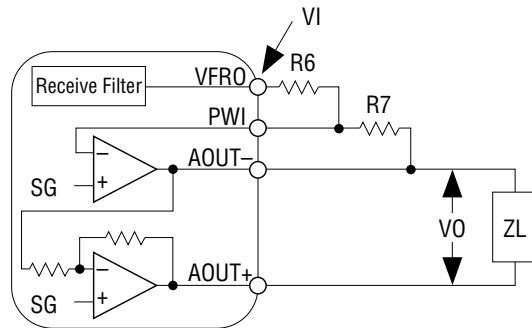 VI
VFRO
R6
Receive Filter
PWI
R7
AOUT–
SG
VO
ZL
AOUT+
SG